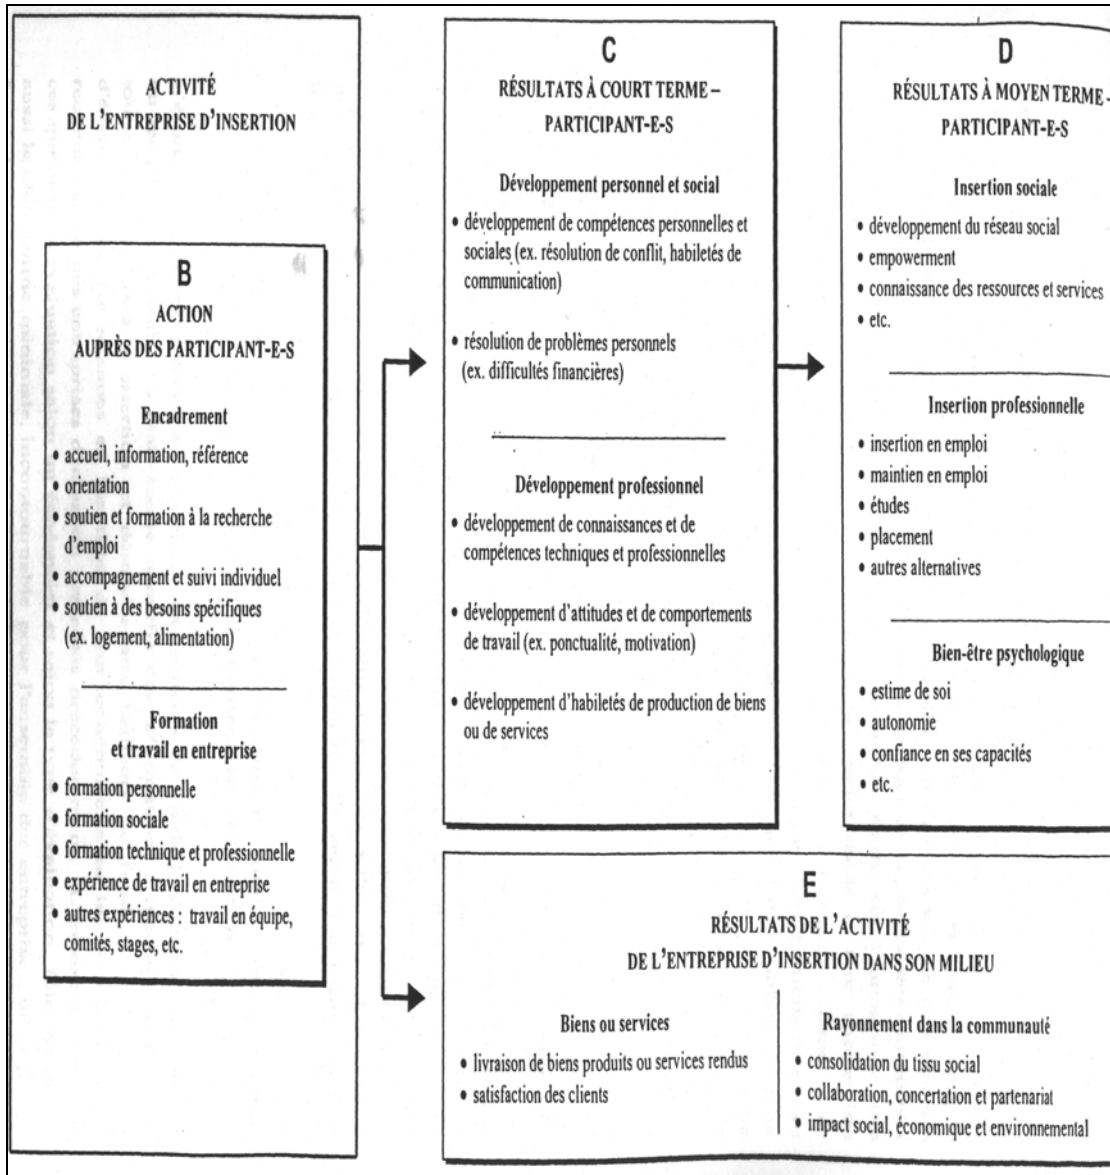 ACTIVITÉ
DE L'ENTREPRISE D'INSERTION
B
ACTION
AUPRÈS DES PARTICIPANT-E-S
Encadrement
• accueil, information, référence
• orientation
• soutien et formation à la recherche
d'emploi
• accompagnement et suivi individuel
• soutien à des besoins spécifiques
(ex. logement, alimentation)
Formation
et travail en entreprise
• formation personnelle
• formation sociale
• formation technique et professionnelle
• expérience de travail en entreprise
• autres expériences : travail en équipe,
comités, stages, etc.
C
RÉSULTATS À COURT TERME –
PARTICIPANT-E-S
Développement personnel et social
• développement de compétences personnelles et
sociales (ex. résolution de conflit, habiletés de
communication)
• résolution de problèmes personnels
(ex. difficultés financières)
Développement professionnel
• développement de connaissances et de
compétences techniques et professionnelles
• développement d'attitudes et de comportements
de travail (ex. ponctualité, motivation)
• développement d'habiletés de production de biens
ou de services
D
RÉSULTATS À MOYEN TERME –
PARTICIPANT-E-S
Insertion sociale
• développement du réseau social
• empowerment
• connaissance des ressources et services
• etc.
Insertion professionnelle
• insertion en emploi
• maintien en emploi
• études
• placement
• autres alternatives
Bien-être psychologique
• estime de soi
• autonomie
• confiance en ses capacités
• etc.
E
RÉSULTATS DE L'ACTIVITÉ
DE L'ENTREPRISE D'INSERTION DANS SON MILIEU
Biens ou services
• livraison de biens produits ou services rendus
• satisfaction des clients
Rayonnement dans la communauté
• consolidation du tissu social
• collaboration, concertation et partenariat
• impact social, économique et environnemental